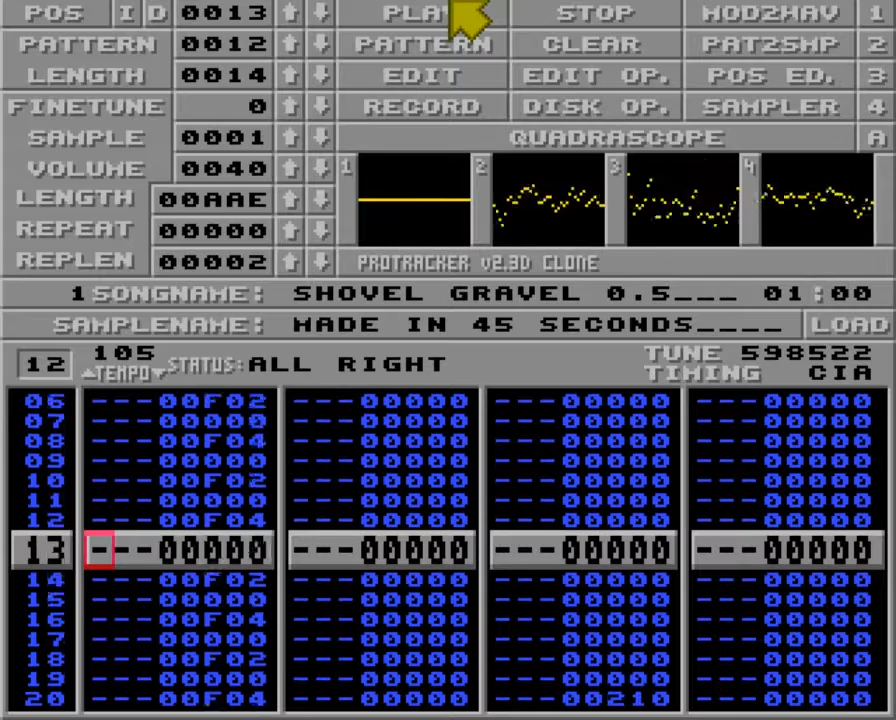 POS I D 0013 PLAY STOP MOD2WAV 1
PATTERN 0012 PATTERN CLEAR PAT2SMP 2
LENGTH 0014 EDIT EDIT OP. POS ED. 3
FINETUNE 0 RECORD DISK OP. SAMPLER 4
SAMPLE 0001 QUADRASCOPE A
VOLUME 0040 1 2 3 4
LENGTH 00AAE
REPEAT 00000
REPLEN 00002 PROTRACKER V2.3D CLONE
1 SONGNAME: SHOVEL GRAVEL 0.5___ 01:00
SAMPLENAME: MADE IN 45 SECONDS____ LOAD
12 105 TEMPO STATUS: ALL RIGHT TUNE 598522
TIMING CIA
06 ---00F02 ---00000 ---00000 ---00000
07 ---00000 ---00000 ---00000 ---00000
08 ---00F04 ---00000 ---00000 ---00000
09 ---00000 ---00000 ---00000 ---00000
10 ---00F02 ---00000 ---00000 ---00000
11 ---00000 ---00000 ---00000 ---00000
12 ---00F04 ---00000 ---00000 ---00000
13 ---00000 ---00000 ---00000 ---00000
14 ---00F02 ---00000 ---00000 ---00000
15 ---00000 ---00000 ---00000 ---00000
16 ---00F04 ---00000 ---00000 ---00000
17 ---00000 ---00000 ---00000 ---00000
18 ---00F02 ---00000 ---00000 ---00000
19 ---00000 ---00000 ---00000 ---00000
20 ---00F04 ---00000 ---00210 ---00000